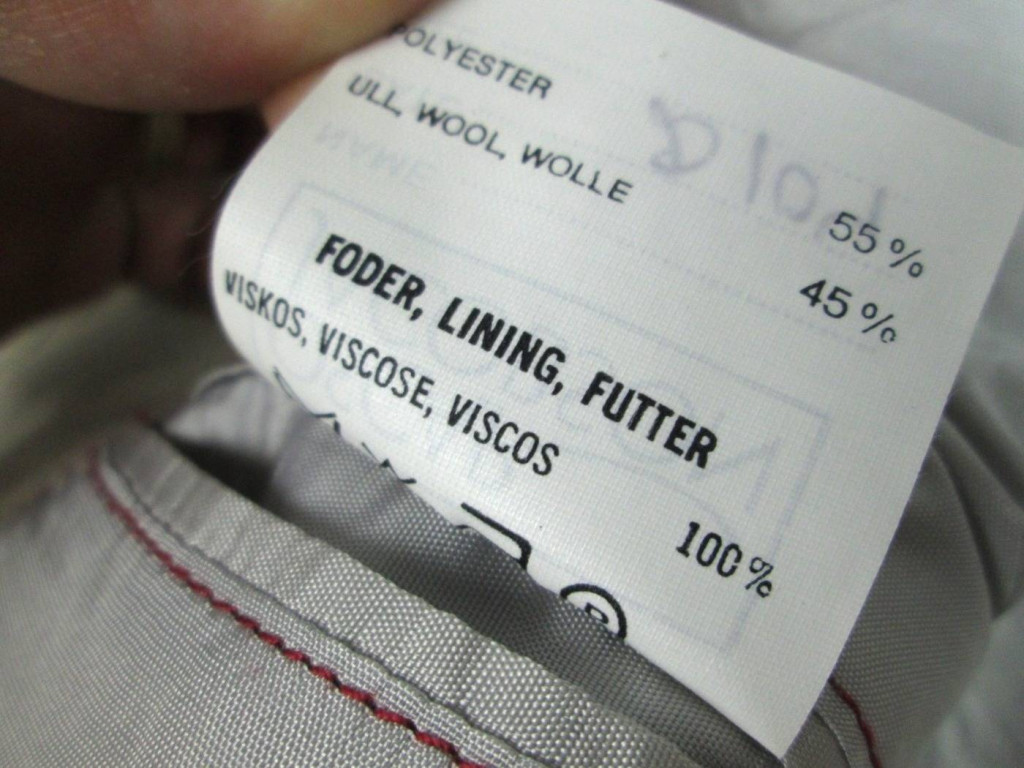 POLYESTER 55%
ULL, WOOL, WOLLE 45%
FODER, LINING, FUTTER
VISKOS, VISCOSE, VISCOS 100%
P